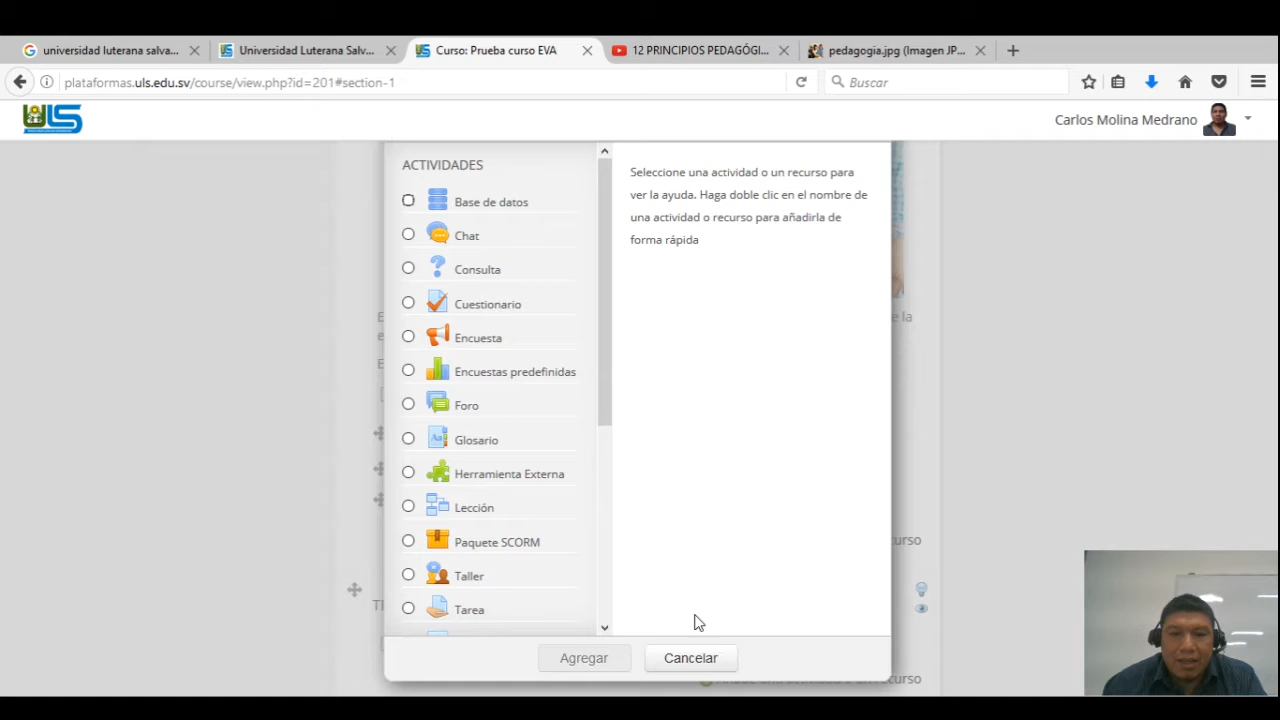 universidad luterana salva...
Universidad Luterana Salv...
Curso: Prueba curso EVA
12 PRINCIPIOS PEDAGÓGI...
pedagogia.jpg (Imagen JP...
plataformas.uls.edu.sv/course/view.php?id=201#section-1
Buscar
ULS
Carlos Molina Medrano
ACTIVIDADES
Base de datos
Chat
Consulta
Cuestionario
Encuesta
Encuestas predefinidas
Foro
Glosario
Herramienta Externa
Lección
Paquete SCORM
Taller
Tarea
Seleccione una actividad o un recurso para
ver la ayuda. Haga doble clic en el nombre de
una actividad o recurso para añadirla de
forma rápida
Agregar
Cancelar